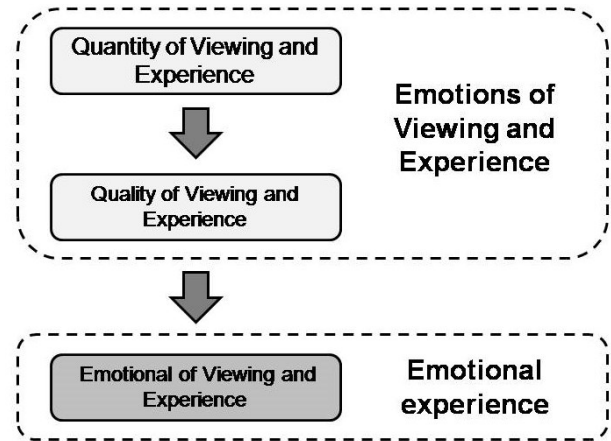 Quantity of Viewing and
Experience
Emotions of
Viewing and
Experience
Quality of Viewing and
Experience
Emotional of Viewing and
Experience
Emotional
experience